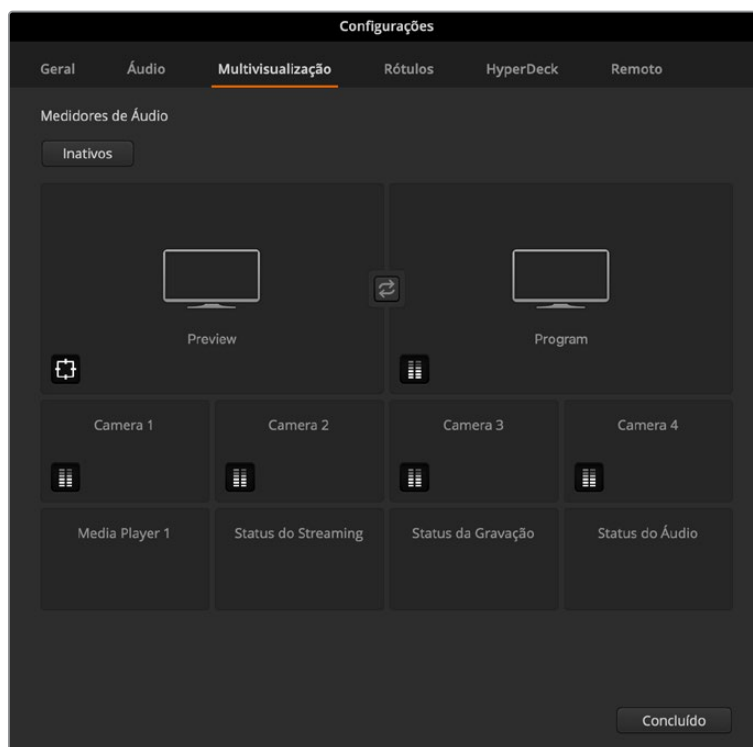 Configurações
Geral Áudio Multivisualização Rótulos HyperDeck Remoto
Medidores de Áudio
Inativos
Preview Program
Camera 1 Camera 2 Camera 3 Camera 4
Media Player 1 Status do Streaming Status da Gravação Status do Áudio
Concluído